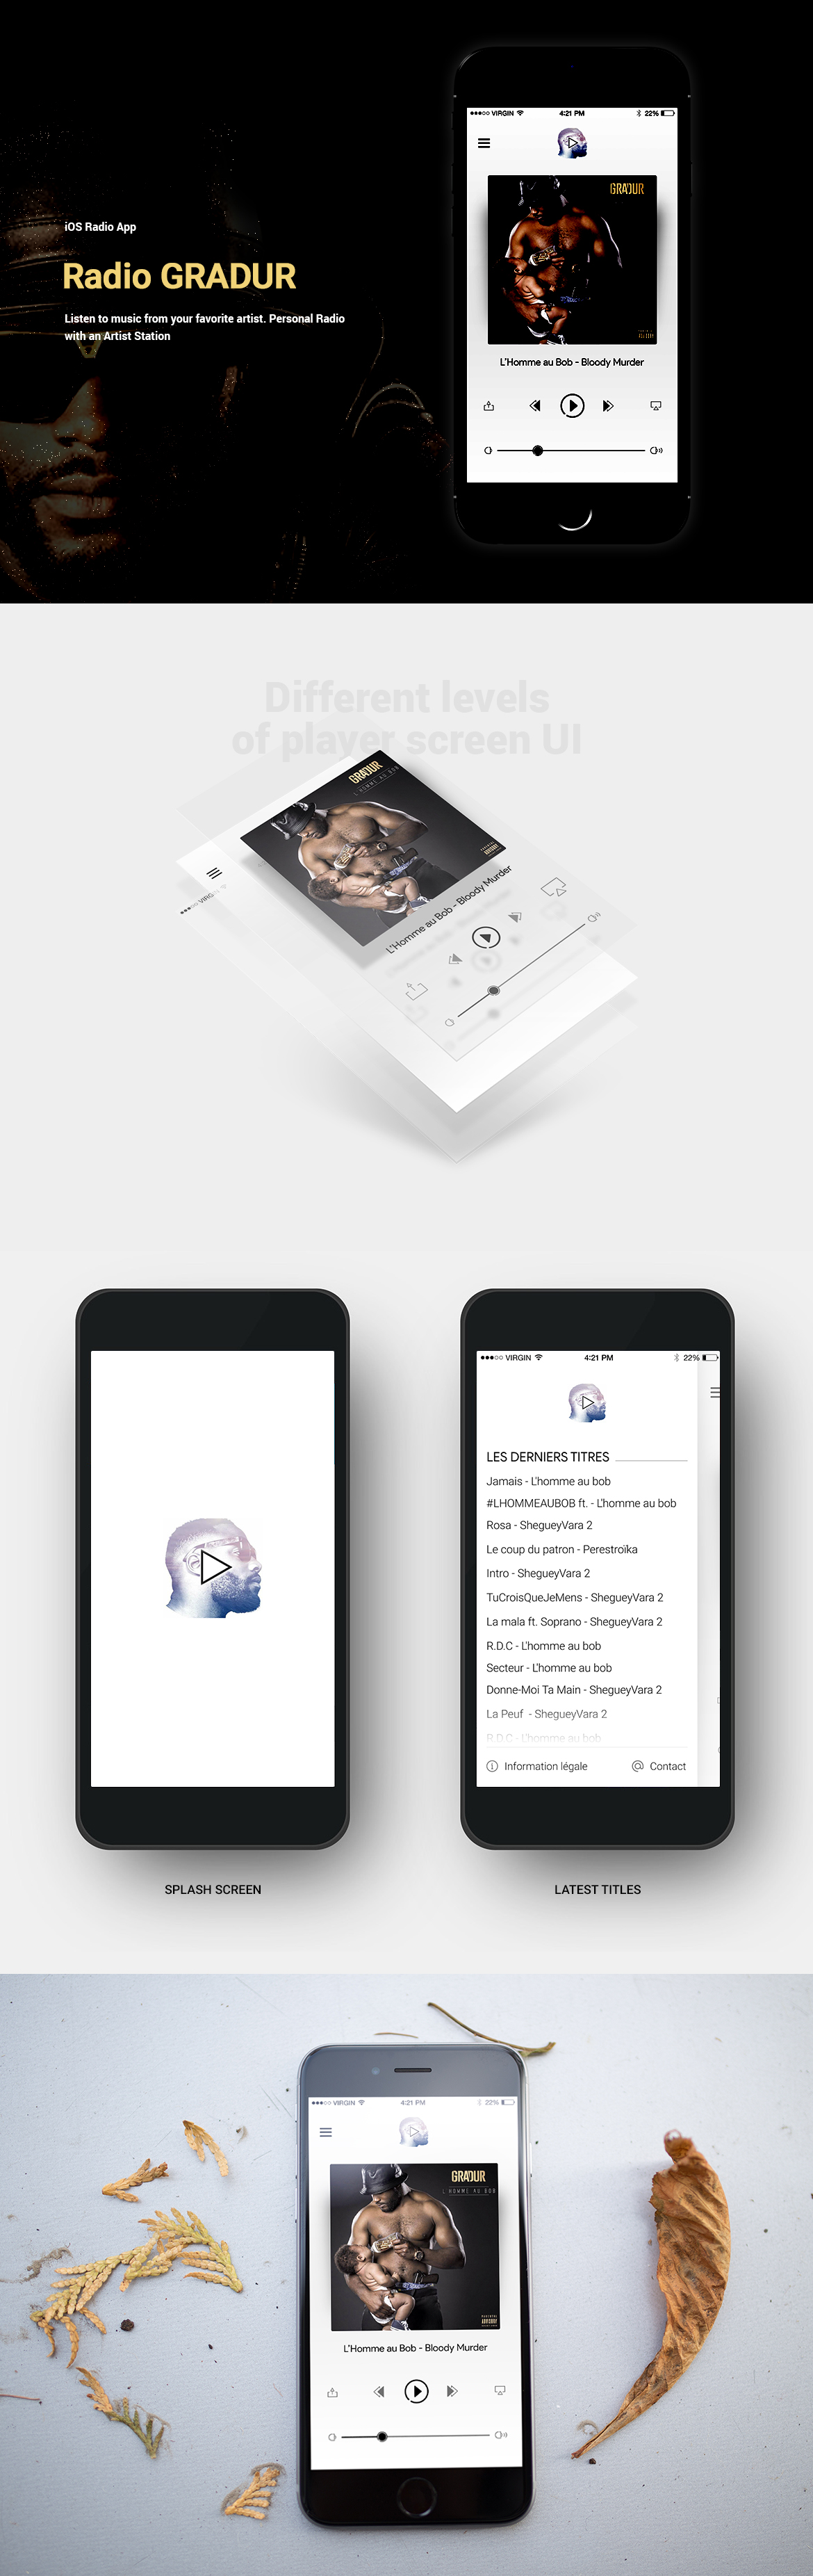 VIRGIN
4:21 PM
22%
GRADUR
iOS Radio App
Radio GRADUR
Listen to music from your favorite artist. Personal Radio
with an Artist Station
L'Homme au Bob - Bloody Murder
Different levels
of player screen UI
GRADUR
L'HOMME AU BOB
VIRGIN
L'Homme au Bob - Bloody Murder
VIRGIN
4:21 PM
22%
LES DERNIERS TITRES
Jamais - L'homme au bob
#LHOMMEAUBOB ft. - L'homme au bob
Rosa - ShegueyVara 2
Le coup du patron - Perestroïka
Intro - ShegueyVara 2
TuCroisQueJeMens - ShegueyVara 2
La mala ft. Soprano - ShegueyVara 2
R.D.C - L'homme au bob
Secteur - L'homme au bob
Donne-Moi Ta Main - ShegueyVara 2
La Peuf - ShegueyVara 2
R.D.C - L'homme au bob
Information légale
Contact
SPLASH SCREEN
LATEST TITLES
VIRGIN
4:21 PM
22%
GRADUR
L'HOMME AU BOB
L'Homme au Bob - Bloody Murder